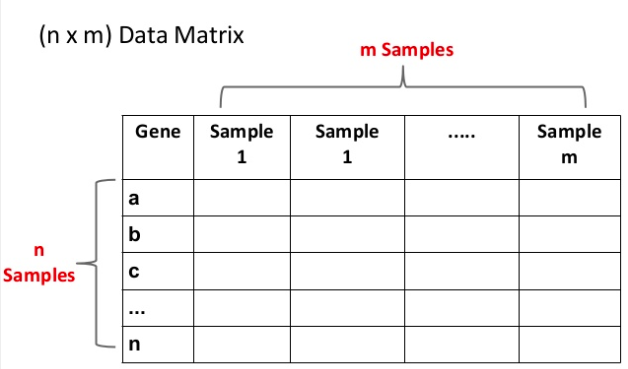 (n x m) Data Matrix
m Samples
Gene Sample 1 Sample 1 ..... Sample m
a
b
c
...
n
n Samples